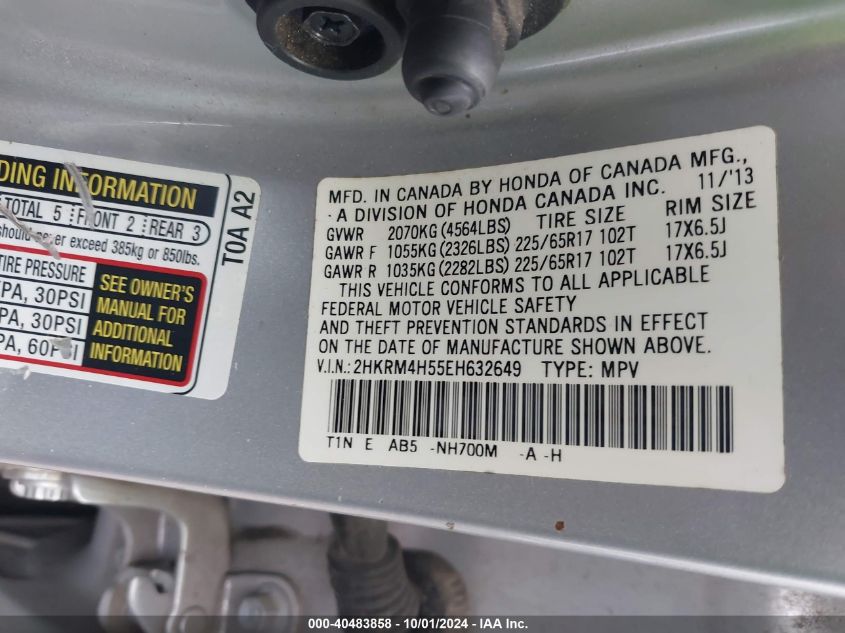 DING INFORMATION
TOTAL 5 FRONT 2 REAR 3
should never exceed 385kg or 850lbs.
TIRE PRESSURE
PA, 30PSI
PA, 30PSI
PA, 60PSI
SEE OWNER'S
MANUAL FOR
ADDITIONAL
INFORMATION
T0A A2
MFD. IN CANADA BY HONDA OF CANADA MFG.,
- A DIVISION OF HONDA CANADA INC. 11/'13
GVWR 2070KG(4564LBS) TIRE SIZE RIM SIZE
GAWR F 1055KG(2326LBS) 225/65R17 102T 17X6.5J
GAWR R 1035KG(2282LBS) 225/65R17 102T 17X6.5J
THIS VEHICLE CONFORMS TO ALL APPLICABLE
FEDERAL MOTOR VEHICLE SAFETY
AND THEFT PREVENTION STANDARDS IN EFFECT
ON THE DATE OF MANUFACTURE SHOWN ABOVE.
V.I.N.: 2HKRM4H55EH632649 TYPE: MPV
T1N E AB5 -NH700M -A -H
000-40483858 - 10/01/2024 - IAA Inc.